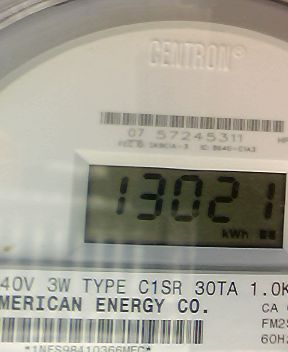 CENTRON®
07 57245311
13021
kWh
40V 3W TYPE C1SR 30TA 1.0K
MERICAN ENERGY CO.
CA
FM2S
60H